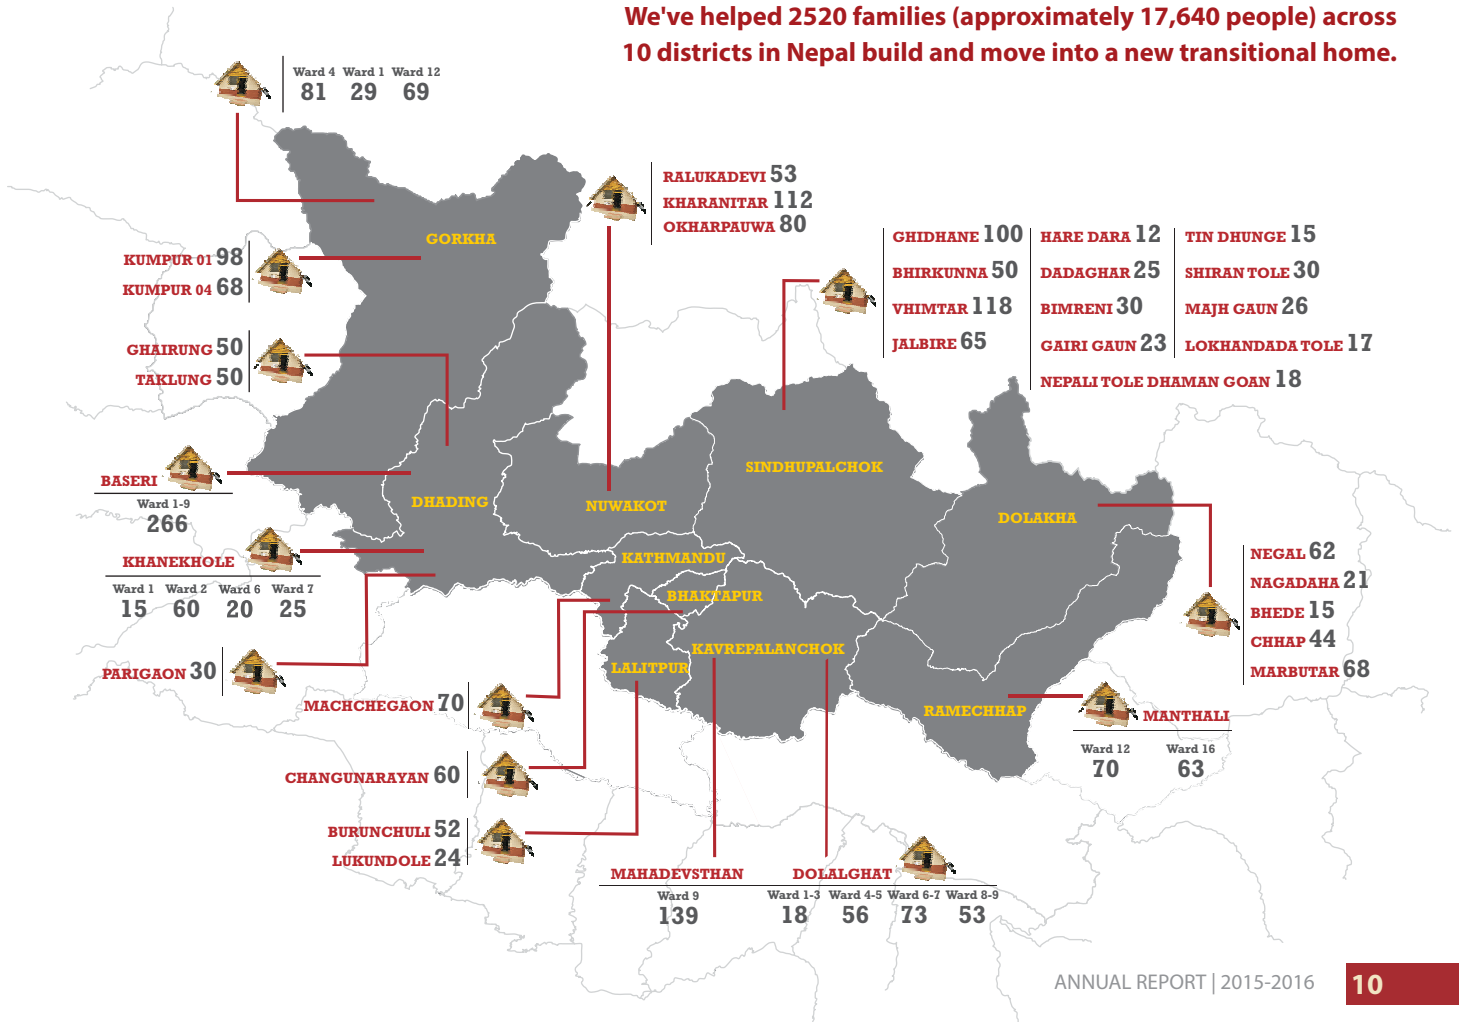 We've helped 2520 families (approximately 17,640 people) across
10 districts in Nepal build and move into a new transitional home.
Ward 4 Ward 1 Ward 12
81 29 69
RALUKADEVI 53
KHARANITAR 112
OKHARPAUWA 80
GHIDHANE 100
BHIRKUNNA 50
VHIMTAR 118
JALBIRE 65
HARE DARA 12
DADAGHAR 25
BIMRENI 30
GAIRI GAUN 23
NEPALI TOLE DHAMAN GOAN 18
TIN DHUNGE 15
SHIRAN TOLE 30
MAJH GAUN 26
LOKHANDADA TOLE 17
GORKHA
KUMPUR 01 98
KUMPUR 04 68
GHAIRUNG 50
TAKLUNG 50
BASERI
Ward 1-9
266
DHADING
NUWAKOT
SINDHUPALCHOK
DOLAKHA
KATHMANDU
BHAKTAPUR
KAVREPALANCHOK
LALITPUR
RAMECHHAP
KHANEKHOLE
Ward 1 Ward 2 Ward 6 Ward 7
15 60 20 25
NEGAL 62
NAGADAHA 21
BHEDE 15
CHHAP 44
MARBUTAR 68
PARIGAON 30
MACHCHEGAON 70
MANTHALI
Ward 12 Ward 16
70 63
CHANGUNARAYAN 60
BURUNCHULI 52
LUKUNDOLE 24
MAHADEVSTHAN
Ward 9
139
DOLALGHAT
Ward 1-3 Ward 4-5 Ward 6-7 Ward 8-9
18 56 73 53
ANNUAL REPORT | 2015-2016
10